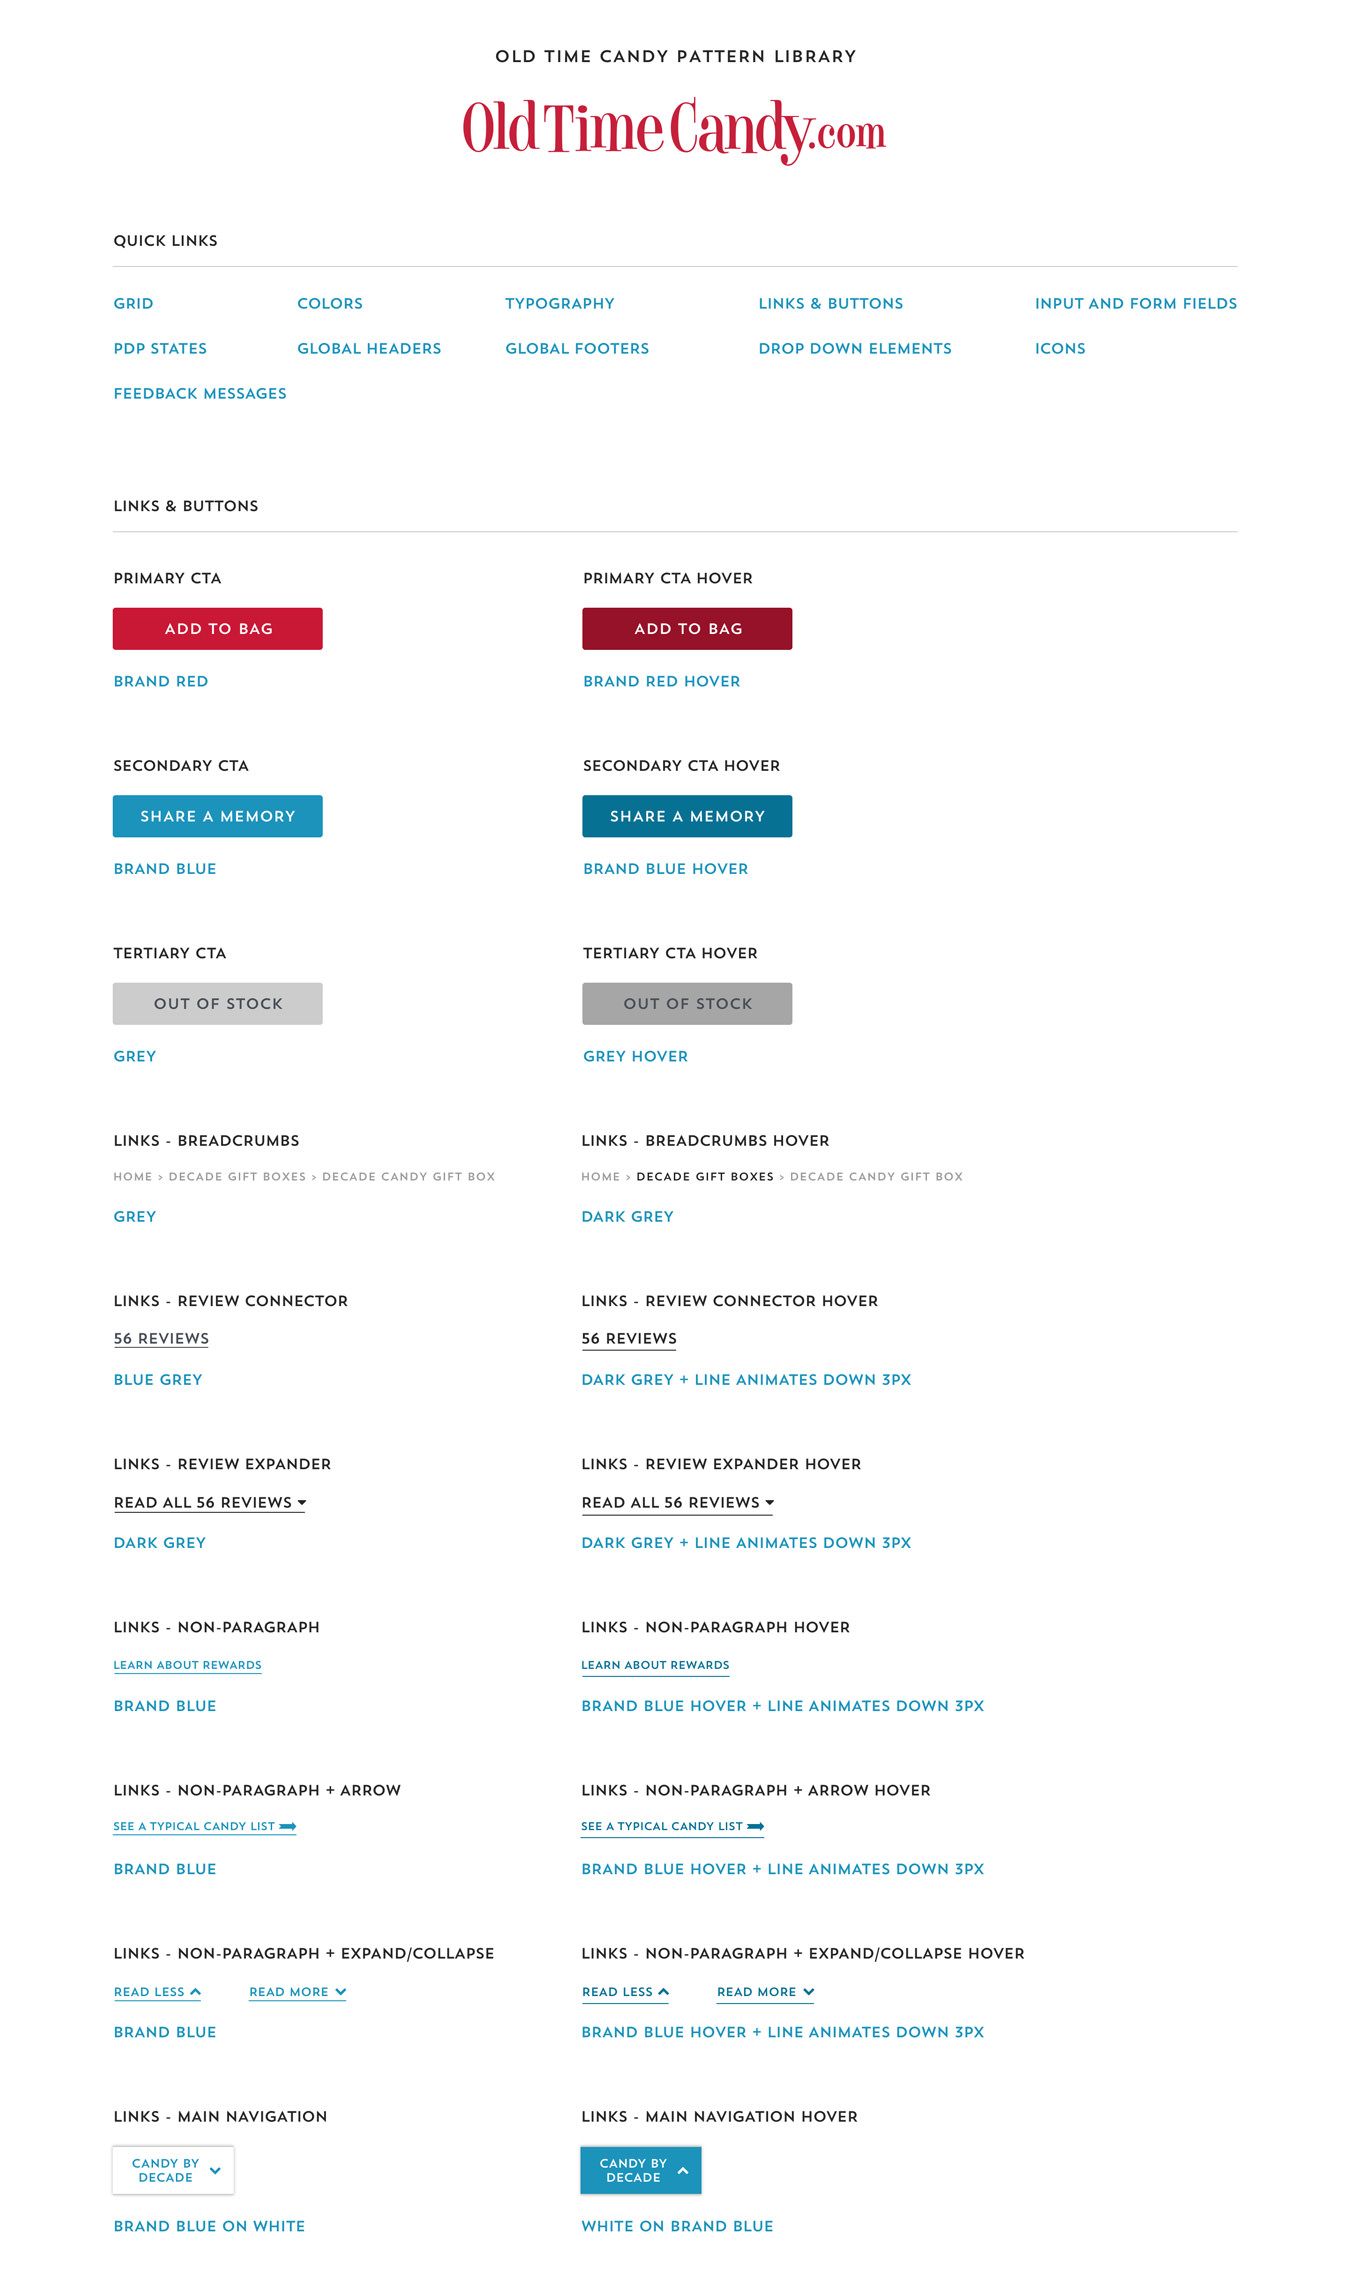 OLD TIME CANDY PATTERN LIBRARY
Old Time Candy.com
QUICK LINKS
GRID COLORS TYPOGRAPHY LINKS & BUTTONS INPUT AND FORM FIELDS
PDP STATES GLOBAL HEADERS GLOBAL FOOTERS DROP DOWN ELEMENTS ICONS
FEEDBACK MESSAGES
LINKS & BUTTONS
PRIMARY CTA PRIMARY CTA HOVER
ADD TO BAG ADD TO BAG
BRAND RED BRAND RED HOVER
SECONDARY CTA SECONDARY CTA HOVER
SHARE A MEMORY SHARE A MEMORY
BRAND BLUE BRAND BLUE HOVER
TERTIARY CTA TERTIARY CTA HOVER
OUT OF STOCK OUT OF STOCK
GREY GREY HOVER
LINKS - BREADCRUMBS LINKS - BREADCRUMBS HOVER
HOME > DECADE GIFT BOXES > DECADE CANDY GIFT BOX HOME > DECADE GIFT BOXES > DECADE CANDY GIFT BOX
GREY DARK GREY
LINKS - REVIEW CONNECTOR LINKS - REVIEW CONNECTOR HOVER
56 REVIEWS 56 REVIEWS
BLUE GREY DARK GREY + LINE ANIMATES DOWN 3PX
LINKS - REVIEW EXPANDER LINKS - REVIEW EXPANDER HOVER
READ ALL 56 REVIEWS READ ALL 56 REVIEWS
DARK GREY DARK GREY + LINE ANIMATES DOWN 3PX
LINKS - NON-PARAGRAPH LINKS - NON-PARAGRAPH HOVER
LEARN ABOUT REWARDS LEARN ABOUT REWARDS
BRAND BLUE BRAND BLUE HOVER + LINE ANIMATES DOWN 3PX
LINKS - NON-PARAGRAPH + ARROW LINKS - NON-PARAGRAPH + ARROW HOVER
SEE A TYPICAL CANDY LIST SEE A TYPICAL CANDY LIST
BRAND BLUE BRAND BLUE HOVER + LINE ANIMATES DOWN 3PX
LINKS - NON-PARAGRAPH + EXPAND/COLLAPSE LINKS - NON-PARAGRAPH + EXPAND/COLLAPSE HOVER
READ LESS READ MORE READ LESS READ MORE
BRAND BLUE BRAND BLUE HOVER + LINE ANIMATES DOWN 3PX
LINKS - MAIN NAVIGATION LINKS - MAIN NAVIGATION HOVER
CANDY BY CANDY BY
DECADE DECADE
BRAND BLUE ON WHITE WHITE ON BRAND BLUE